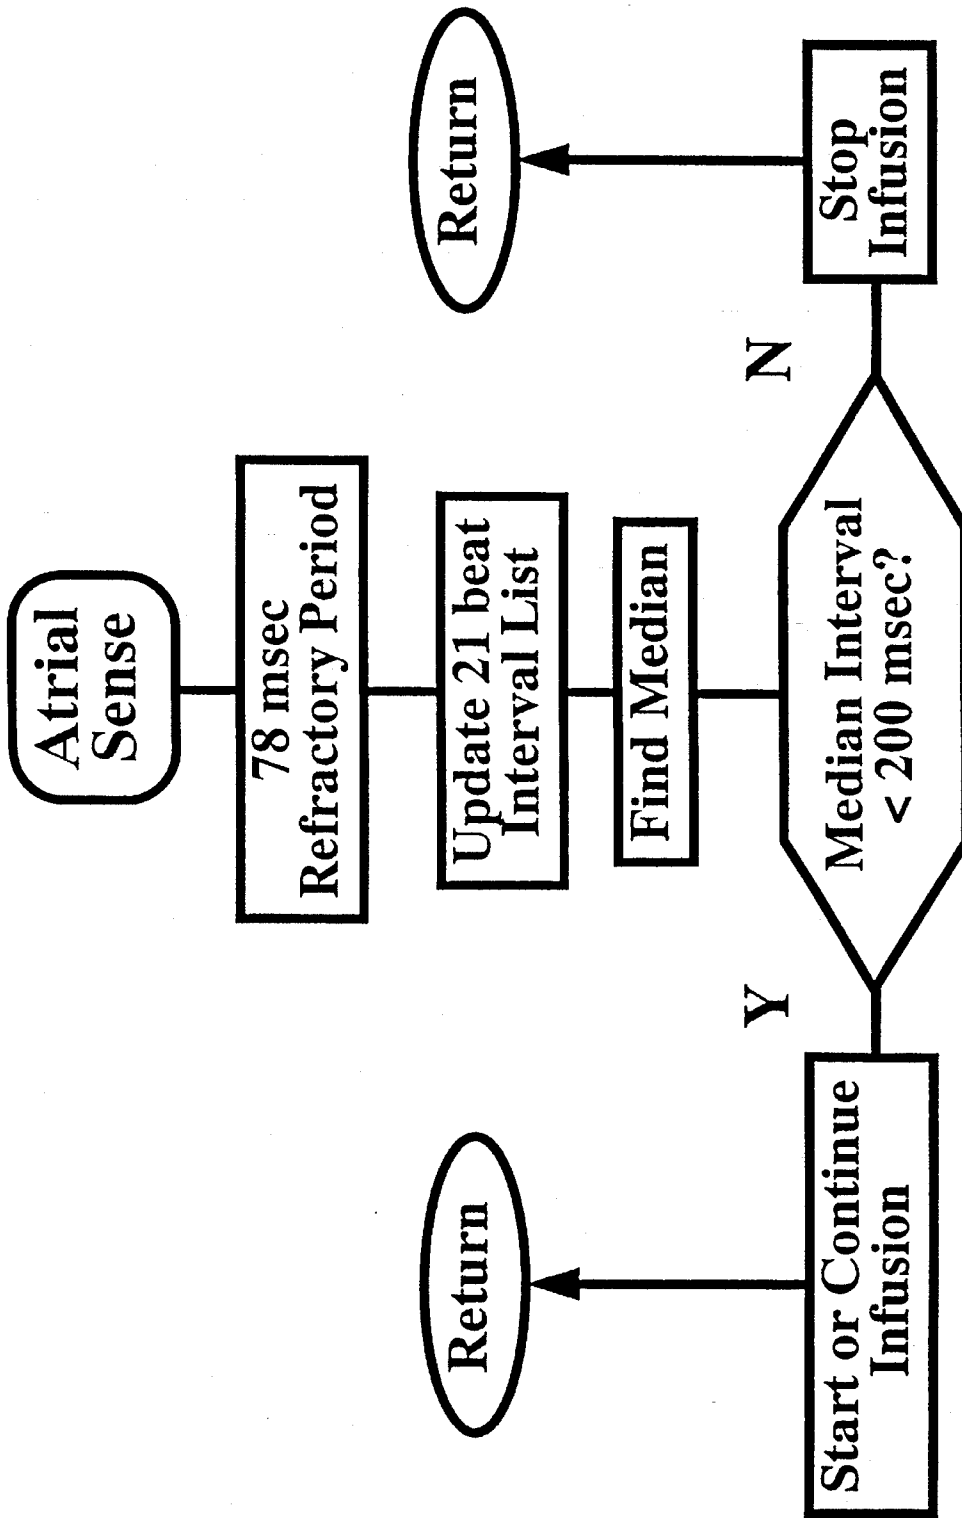 Atrial
Sense
78 msec
Refractory Period
Update 21 beat
Interval List
Find Median
Median Interval
< 200 msec?
Y
N
Start or Continue
Infusion
Stop
Infusion
Return
Return